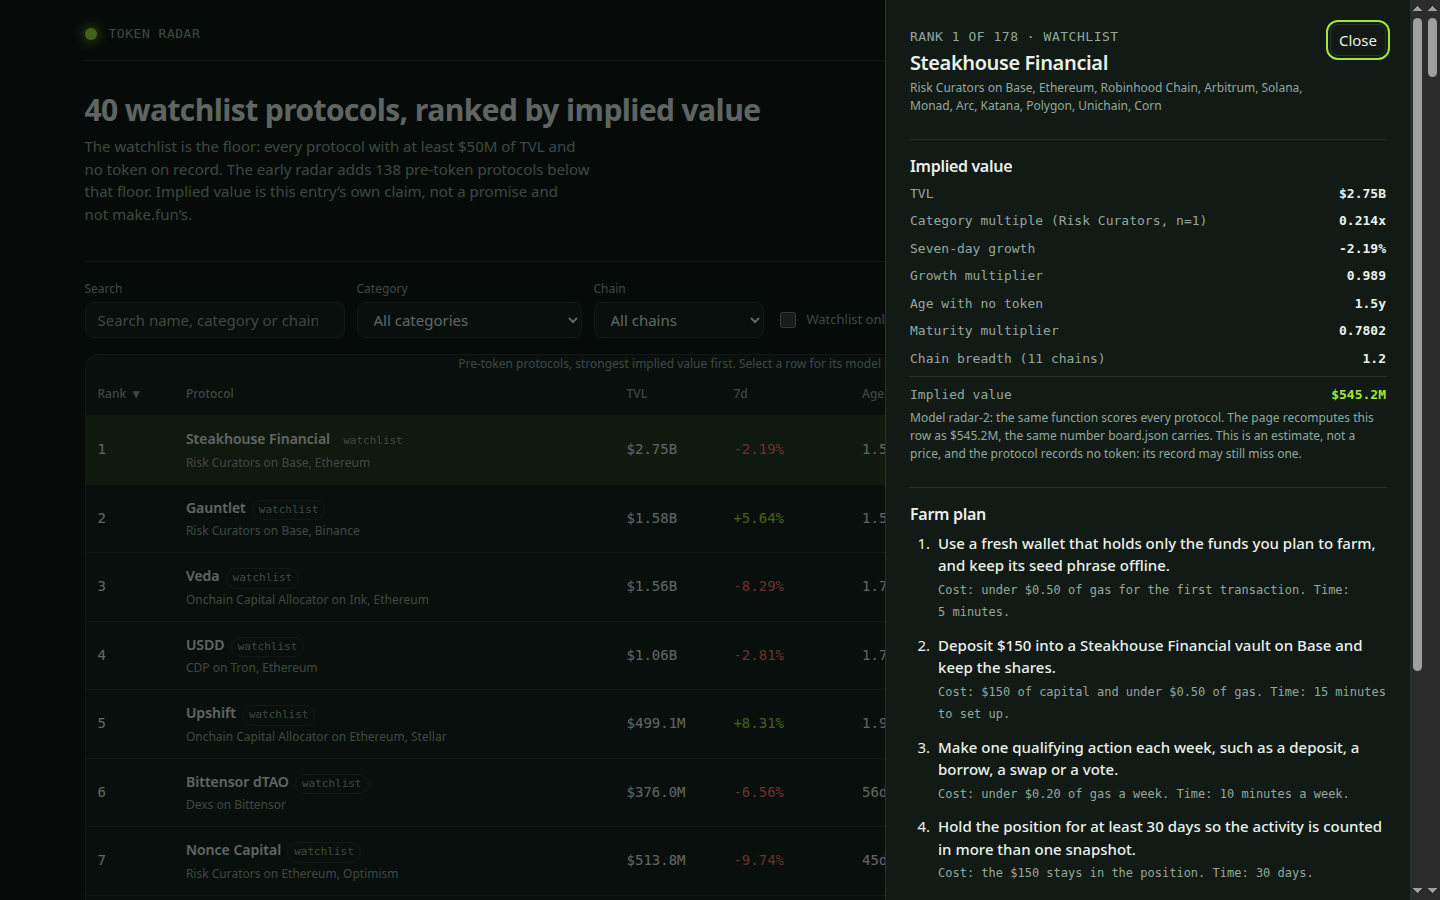 TOKEN RADAR
40 watchlist protocols, ranked by implied value
The watchlist is the floor: every protocol with at least $50M of TVL and
no token on record. The early radar adds 138 pre-token protocols below
that floor. Implied value is this entry’s own claim, not a promise and
not make.fun’s.
Search
Category
Chain
Search name, category or chain
All categories
All chains
Watchlist only
Pre-token protocols, strongest implied value first. Select a row for its model
Rank ▼ Protocol TVL 7d Age
1 Steakhouse Financial watchlist $2.75B -2.19% 1.5
Risk Curators on Base, Ethereum
2 Gauntlet watchlist $1.58B +5.64% 1.5
Risk Curators on Base, Binance
3 Veda watchlist $1.56B -8.29% 1.7
Onchain Capital Allocator on Ink, Ethereum
4 USDD watchlist $1.06B -2.81% 1.7
CDP on Tron, Ethereum
5 Upshift watchlist $499.1M +8.31% 1.9
Onchain Capital Allocator on Ethereum, Stellar
6 Bittensor dTAO watchlist $376.0M -6.56% 56d
Dexs on Bittensor
7 Nonce Capital watchlist $513.8M -9.74% 45d
Risk Curators on Ethereum, Optimism
RANK 1 OF 178 · WATCHLIST
Close
Steakhouse Financial
Risk Curators on Base, Ethereum, Robinhood Chain, Arbitrum, Solana,
Monad, Arc, Katana, Polygon, Unichain, Corn
Implied value
TVL $2.75B
Category multiple (Risk Curators, n=1) 0.214x
Seven-day growth -2.19%
Growth multiplier 0.989
Age with no token 1.5y
Maturity multiplier 0.7802
Chain breadth (11 chains) 1.2
Implied value $545.2M
Model radar-2: the same function scores every protocol. The page recomputes this
row as $545.2M, the same number board.json carries. This is an estimate, not a
price, and the protocol records no token: its record may still miss one.
Farm plan
1. Use a fresh wallet that holds only the funds you plan to farm,
and keep its seed phrase offline.
Cost: under $0.50 of gas for the first transaction. Time:
5 minutes.
2. Deposit $150 into a Steakhouse Financial vault on Base and
keep the shares.
Cost: $150 of capital and under $0.50 of gas. Time: 15 minutes
to set up.
3. Make one qualifying action each week, such as a deposit, a
borrow, a swap or a vote.
Cost: under $0.20 of gas a week. Time: 10 minutes a week.
4. Hold the position for at least 30 days so the activity is counted
in more than one snapshot.
Cost: the $150 stays in the position. Time: 30 days.